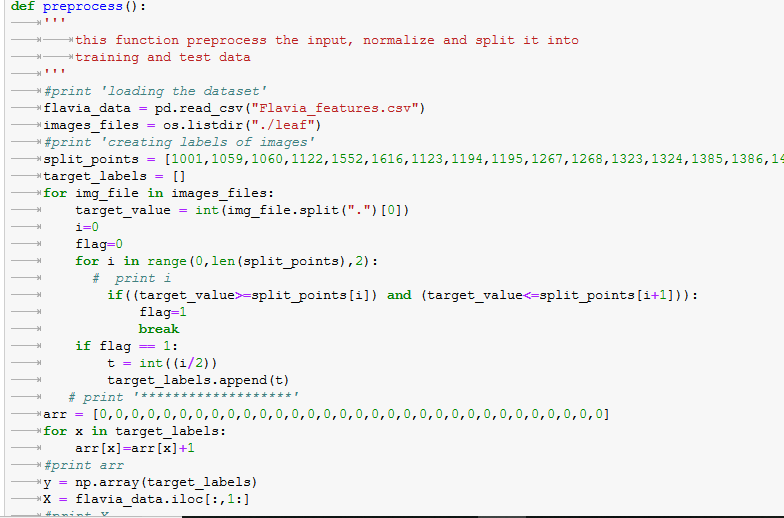 def preprocess():
'''
this function preprocess the input, normalize and split it into
training and test data
'''
#print 'loading the dataset'
flavia_data = pd.read_csv("Flavia_features.csv")
images_files = os.listdir("./leaf")
#print 'creating labels of images'
split_points = [1001,1059,1060,1122,1552,1616,1123,1194,1195,1267,1268,1323,1324,1385,1386,14
target_labels = []
for img_file in images_files:
target_value = int(img_file.split(".")[0])
i=0
flag=0
for i in range(0,len(split_points),2):
#  print i
if((target_value>=split_points[i]) and (target_value<=split_points[i+1])):
flag=1
break
if flag == 1:
t = int((i/2))
target_labels.append(t)
# print '*******************'
arr = [0,0,0,0,0,0,0,0,0,0,0,0,0,0,0,0,0,0,0,0,0,0,0,0,0,0,0,0,0,0,0,0]
for x in target_labels:
arr[x]=arr[x]+1
#print arr
y = np.array(target_labels)
X = flavia_data.iloc[:,1:]
#print X